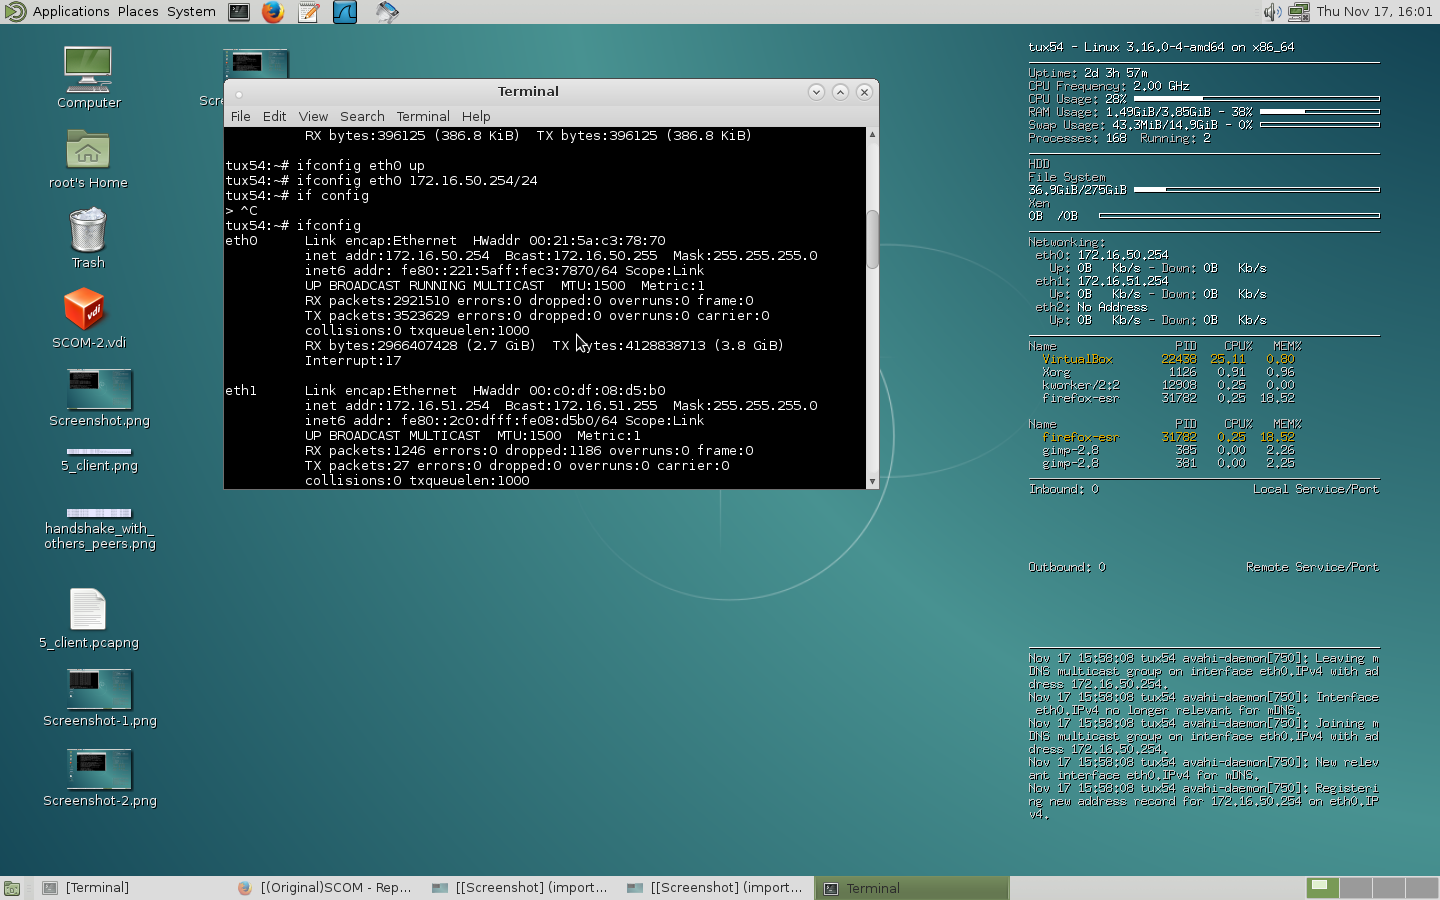 Applications Places System
Thu Nov 17, 16:01
Computer
root's Home
Trash
SCOM-2.vdi
Screenshot.png
5_client.png
handshake_with_
others_peers.png
5_client.pcapng
Screenshot-1.png
Screenshot-2.png
Terminal
File Edit View Search Terminal Help
RX bytes:396125 (386.8 KiB)  TX bytes:396125 (386.8 KiB)
tux54:~# ifconfig eth0 up
tux54:~# ifconfig eth0 172.16.50.254/24
tux54:~# if config
> ^C
tux54:~# ifconfig
eth0      Link encap:Ethernet  HWaddr 00:21:5a:c3:78:70
inet addr:172.16.50.254  Bcast:172.16.50.255  Mask:255.255.255.0
inet6 addr: fe80::221:5aff:fec3:7870/64 Scope:Link
UP BROADCAST RUNNING MULTICAST  MTU:1500  Metric:1
RX packets:2921510 errors:0 dropped:0 overruns:0 frame:0
TX packets:3523629 errors:0 dropped:0 overruns:0 carrier:0
collisions:0 txqueuelen:1000
RX bytes:2966407428 (2.7 GiB)  TX bytes:4128838713 (3.8 GiB)
Interrupt:17
eth1      Link encap:Ethernet  HWaddr 00:c0:df:08:d5:b0
inet addr:172.16.51.254  Bcast:172.16.51.255  Mask:255.255.255.0
inet6 addr: fe80::2c0:dfff:fe08:d5b0/64 Scope:Link
UP BROADCAST MULTICAST  MTU:1500  Metric:1
RX packets:1246 errors:0 dropped:1186 overruns:0 frame:0
TX packets:27 errors:0 dropped:0 overruns:0 carrier:0
collisions:0 txqueuelen:1000
tux54 - Linux 3.16.0-4-amd64 on x86_64
Uptime: 2d 3h 57m
CPU Frequency: 2.00 GHz
CPU Usage: 28%
RAM Usage: 1.49GiB/3.85GiB - 38%
Swap Usage: 43.3MiB/14.9GiB - 0%
Processes: 168  Running: 2
HDD
File System
36.9GiB/275GiB
Xen
0B  /0B
Networking:
eth0: 172.16.50.254
Up: 0B   Kb/s - Down: 0B   Kb/s
eth1: 172.16.51.254
Up: 0B   Kb/s - Down: 0B   Kb/s
eth2: No Address
Up: 0B   Kb/s - Down: 0B   Kb/s
Name PID CPU% MEM%
VirtualBox 22438 25.11 0.80
Xorg 1126 0.91 0.96
kworker/2:2 12908 0.25 0.00
firefox-esr 31782 0.25 18.52
Name PID CPU% MEM%
firefox-esr 31782 0.25 18.52
gimp-2.8 385 0.00 2.26
gimp-2.8 381 0.00 2.25
Inbound: 0 Local Service/Port
Outbound: 0 Remote Service/Port
Nov 17 15:58:08 tux54 avahi-daemon[750]: Leaving m
DNS multicast group on interface eth0.IPv4 with ad
dress 172.16.50.254.
Nov 17 15:58:08 tux54 avahi-daemon[750]: Interface
eth0.IPv4 no longer relevant for mDNS.
Nov 17 15:58:08 tux54 avahi-daemon[750]: Joining m
DNS multicast group on interface eth0.IPv4 with ad
dress 172.16.50.254.
Nov 17 15:58:08 tux54 avahi-daemon[750]: New relev
ant interface eth0.IPv4 for mDNS.
Nov 17 15:58:08 tux54 avahi-daemon[750]: Registeri
ng new address record for 172.16.50.254 on eth0.IP
v4.
[Terminal]
[(Original)SCOM - Rep...
[[Screenshot] (import...
[[Screenshot] (import...
Terminal